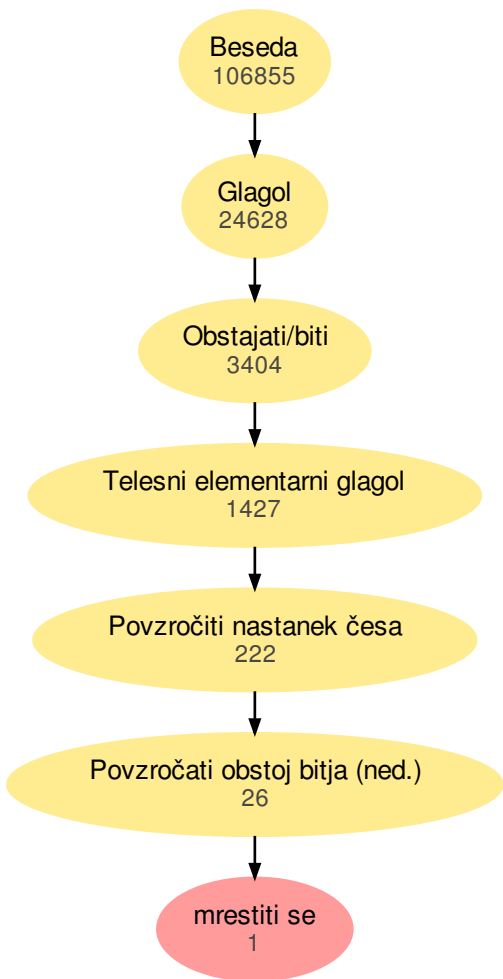 Beseda
106855
Glagol
24628
Obstajati/biti
3404
Telesni elementarni glagol
1427
Povzročiti nastanek česa
222
Povzročati obstoj bitja (ned.)
26
mrestiti se
1